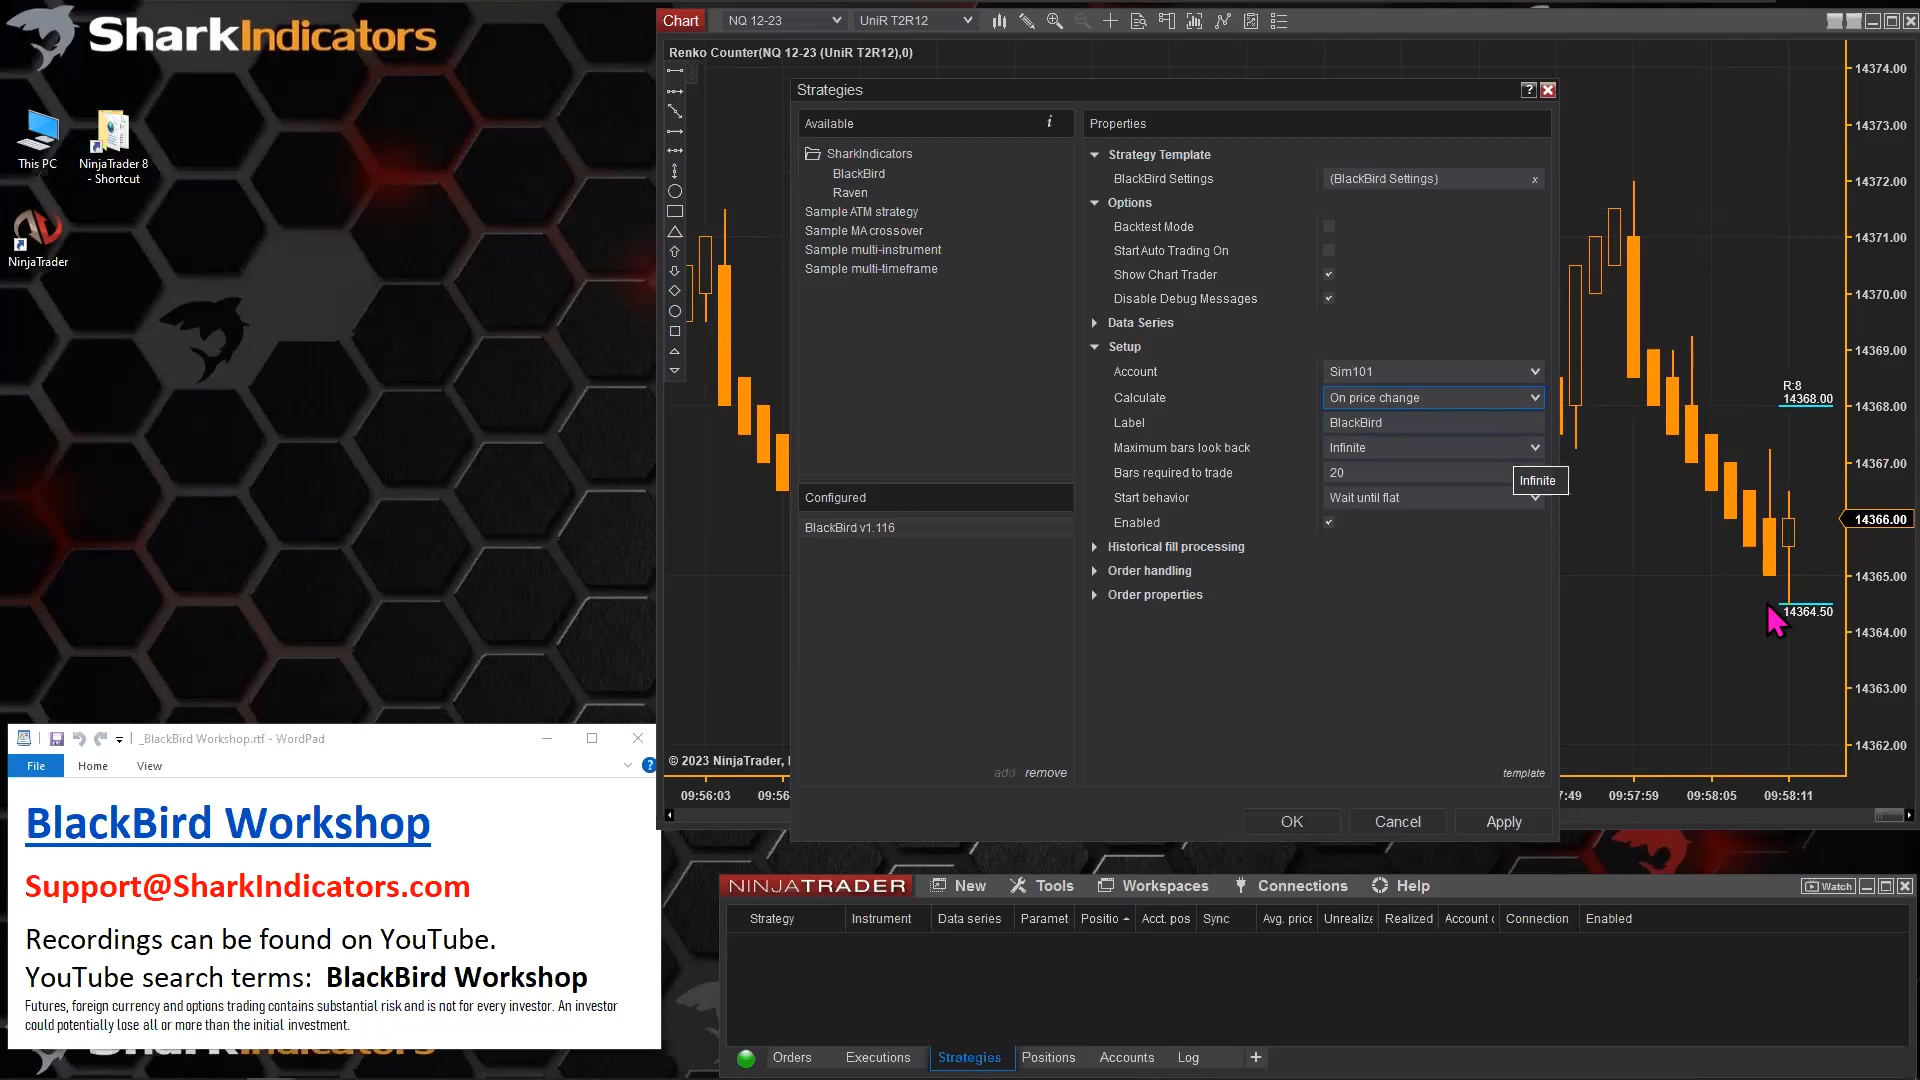 SharkIndicators
This PC
NinjaTrader 8
- Shortcut
NinjaTrader
Chart
NQ 12-23
UniR T2R12
Renko Counter(NQ 12-23 (UniR T2R12),0)
Strategies
?
Available
i
SharkIndicators
BlackBird
Raven
Sample ATM strategy
Sample MA crossover
Sample multi-instrument
Sample multi-timeframe
Configured
BlackBird v1.116
add remove
Properties
Strategy Template
BlackBird Settings (BlackBird Settings) x
Options
Backtest Mode
Start Auto Trading On
Show Chart Trader
Disable Debug Messages
Data Series
Setup
Account Sim101
Calculate On price change
Label BlackBird
Maximum bars look back Infinite
Bars required to trade 20
Infinite
Start behavior Wait until flat
Enabled
Historical fill processing
Order handling
Order properties
template
OK Cancel Apply
14374.00
14373.00
14372.00
14371.00
14370.00
14369.00
R:8
14368.00
14368.00
14367.00
14366.00
14365.00
14364.50
14364.00
14363.00
14362.00
© 2023 NinjaTrader,
09:56:03 09:56 :49 09:57:59 09:58:05 09:58:11
_BlackBird Workshop.rtf - WordPad
File Home View
?
BlackBird Workshop
Support@SharkIndicators.com
Recordings can be found on YouTube.
YouTube search terms: BlackBird Workshop
Futures, foreign currency and options trading contains substantial risk and is not for every investor. An investor
could potentially lose all or more than the initial investment.
NINJATRADER New Tools Workspaces Connections Help Watch
Strategy Instrument Data series Paramet Positio Acct. pos Sync Avg. price Unrealize Realized Account Connection Enabled
Orders Executions Strategies Positions Accounts Log +